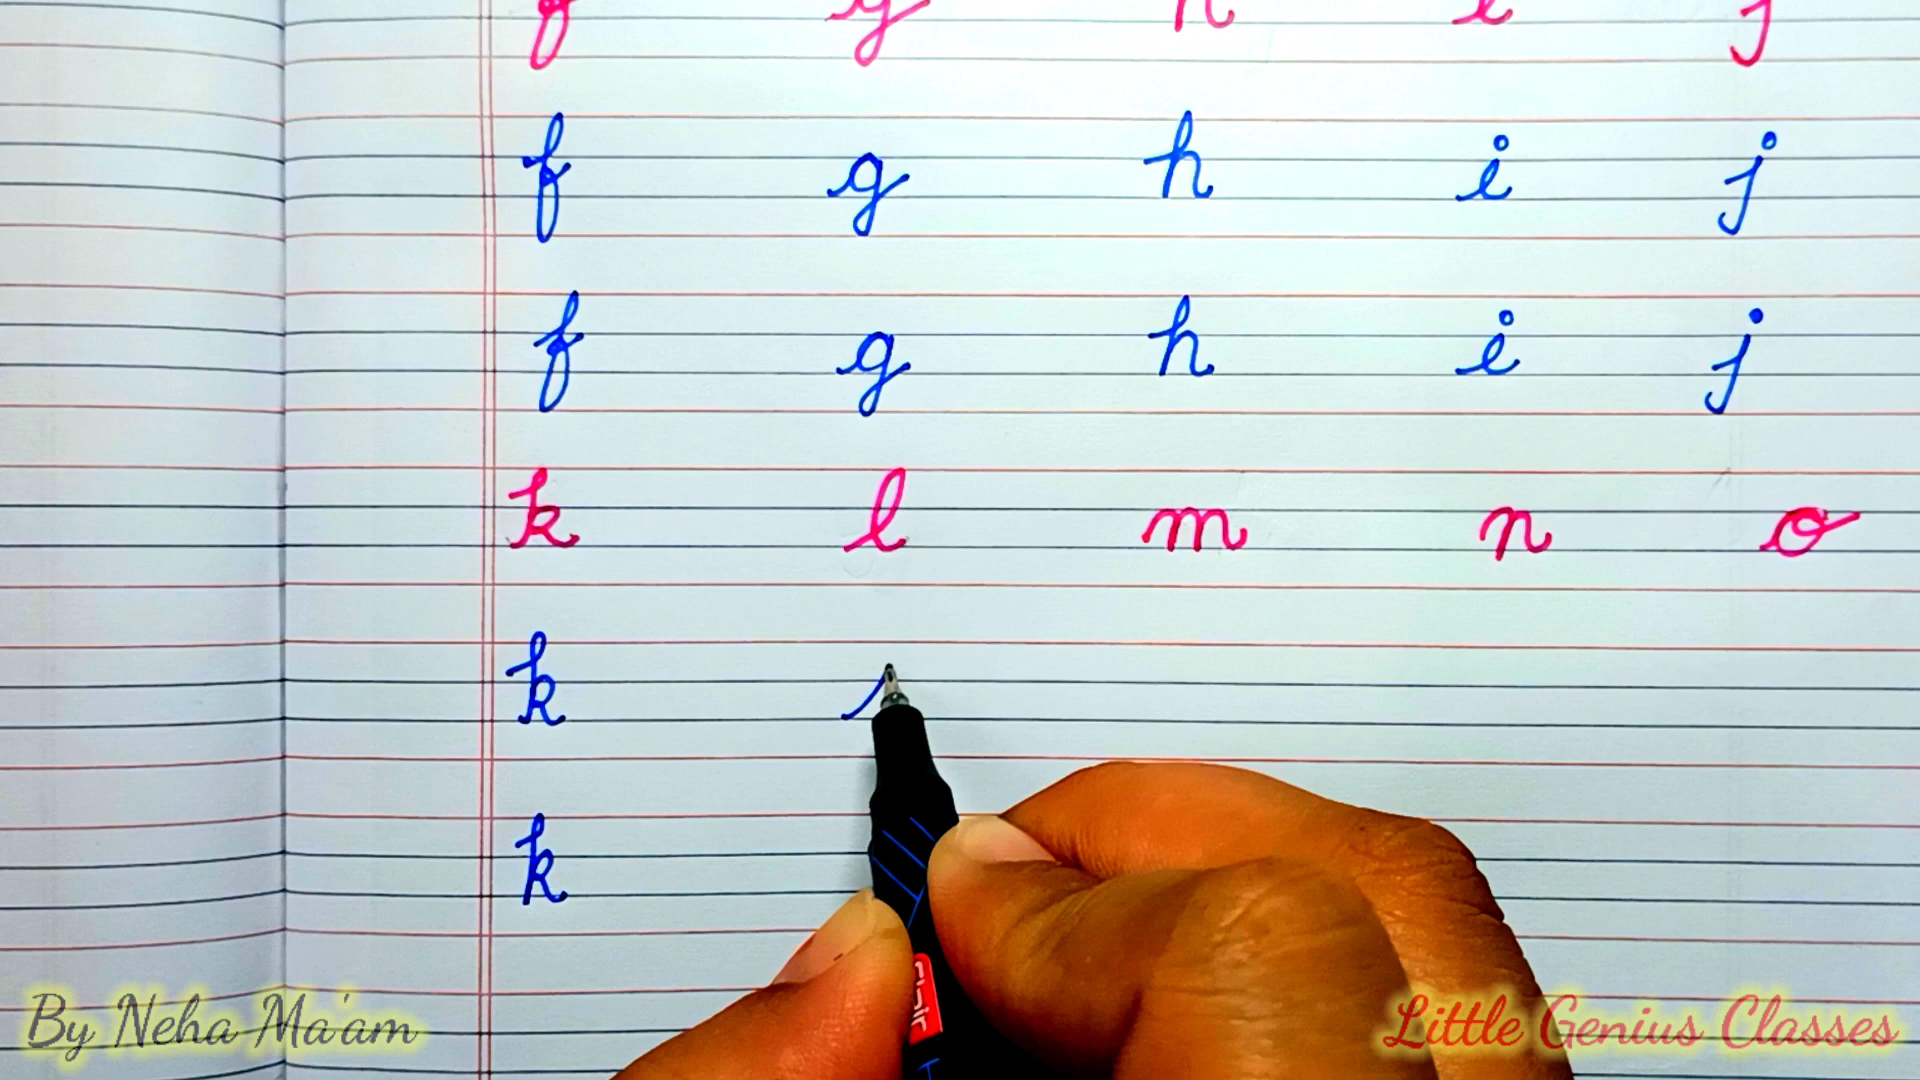 f g h i j
f g h i j
f g h i j
k l m n o
k
k
By Neha Ma'am
Little Genius Classes